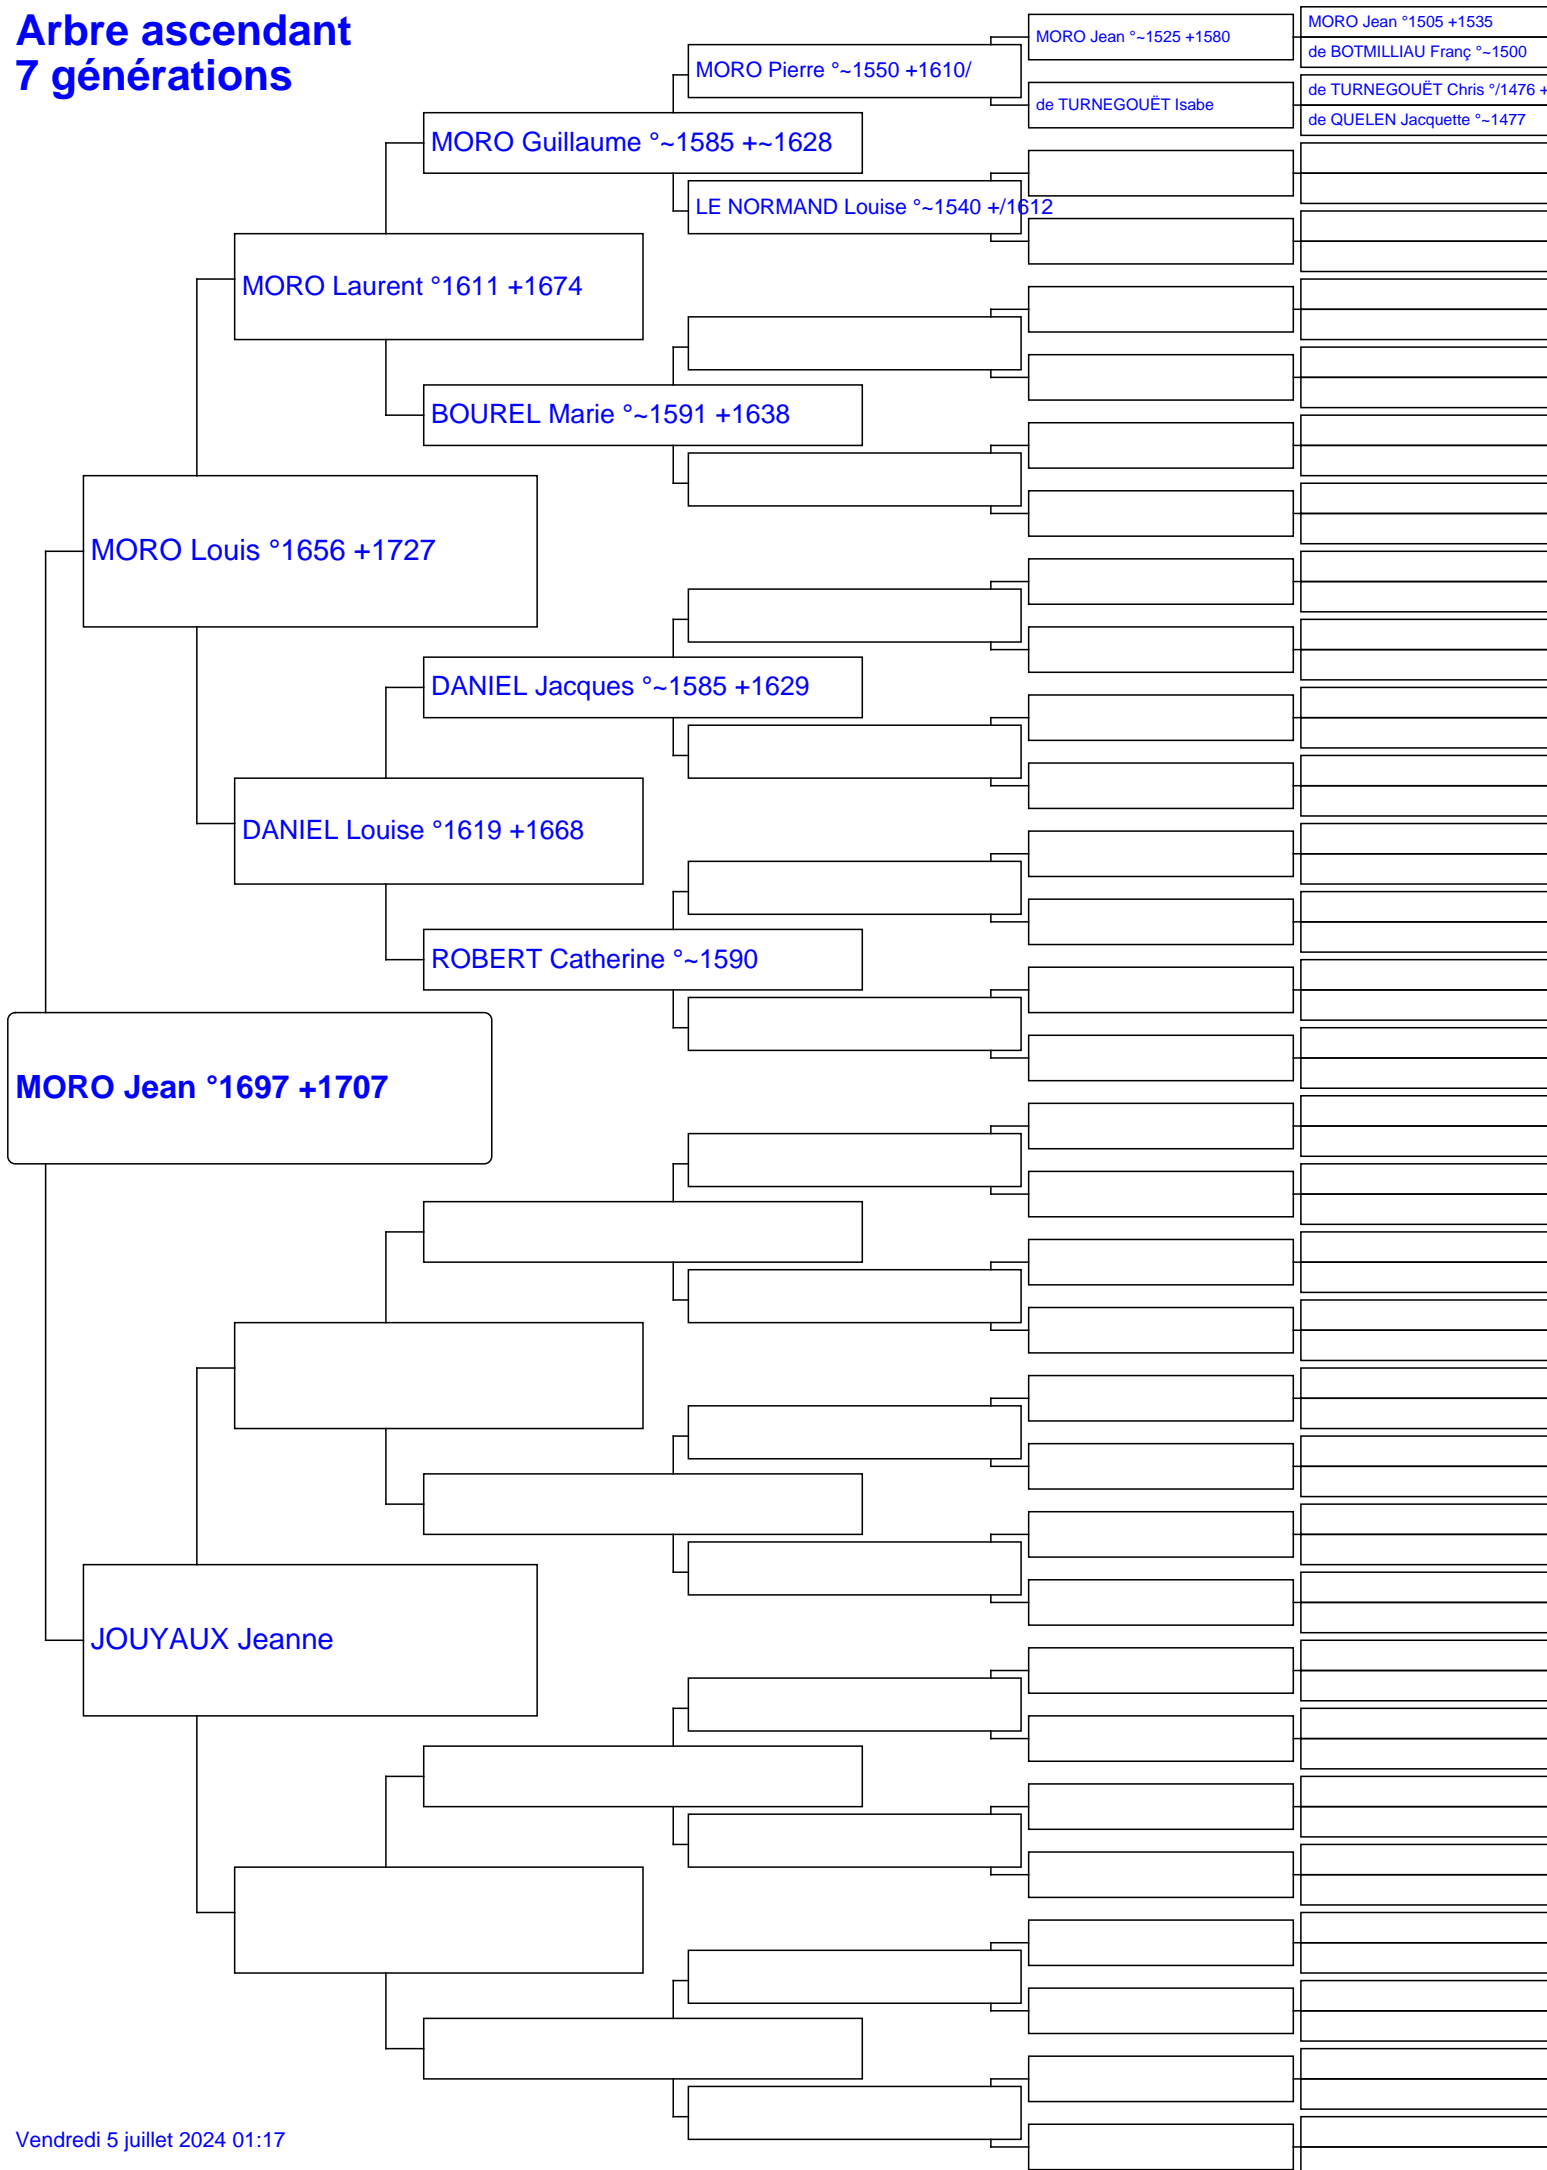 Arbre ascendant
7 générations
MORO Jean °1505 +1535
MORO Jean °~1525 +1580
de BOTMILLIAU Franç °~1500
MORO Pierre °~1550 +1610/
de TURNEGOUËT Chris °/1476 +
de TURNEGOUËT Isabe
de QUELEN Jacquette °~1477
MORO Guillaume °~1585 +~1628
LE NORMAND Louise °~1540 +/1612
MORO Laurent °1611 +1674
BOUREL Marie °~1591 +1638
MORO Louis °1656 +1727
DANIEL Jacques °~1585 +1629
DANIEL Louise °1619 +1668
ROBERT Catherine °~1590
MORO Jean °1697 +1707
JOUYAUX Jeanne
Vendredi 5 juillet 2024 01:17